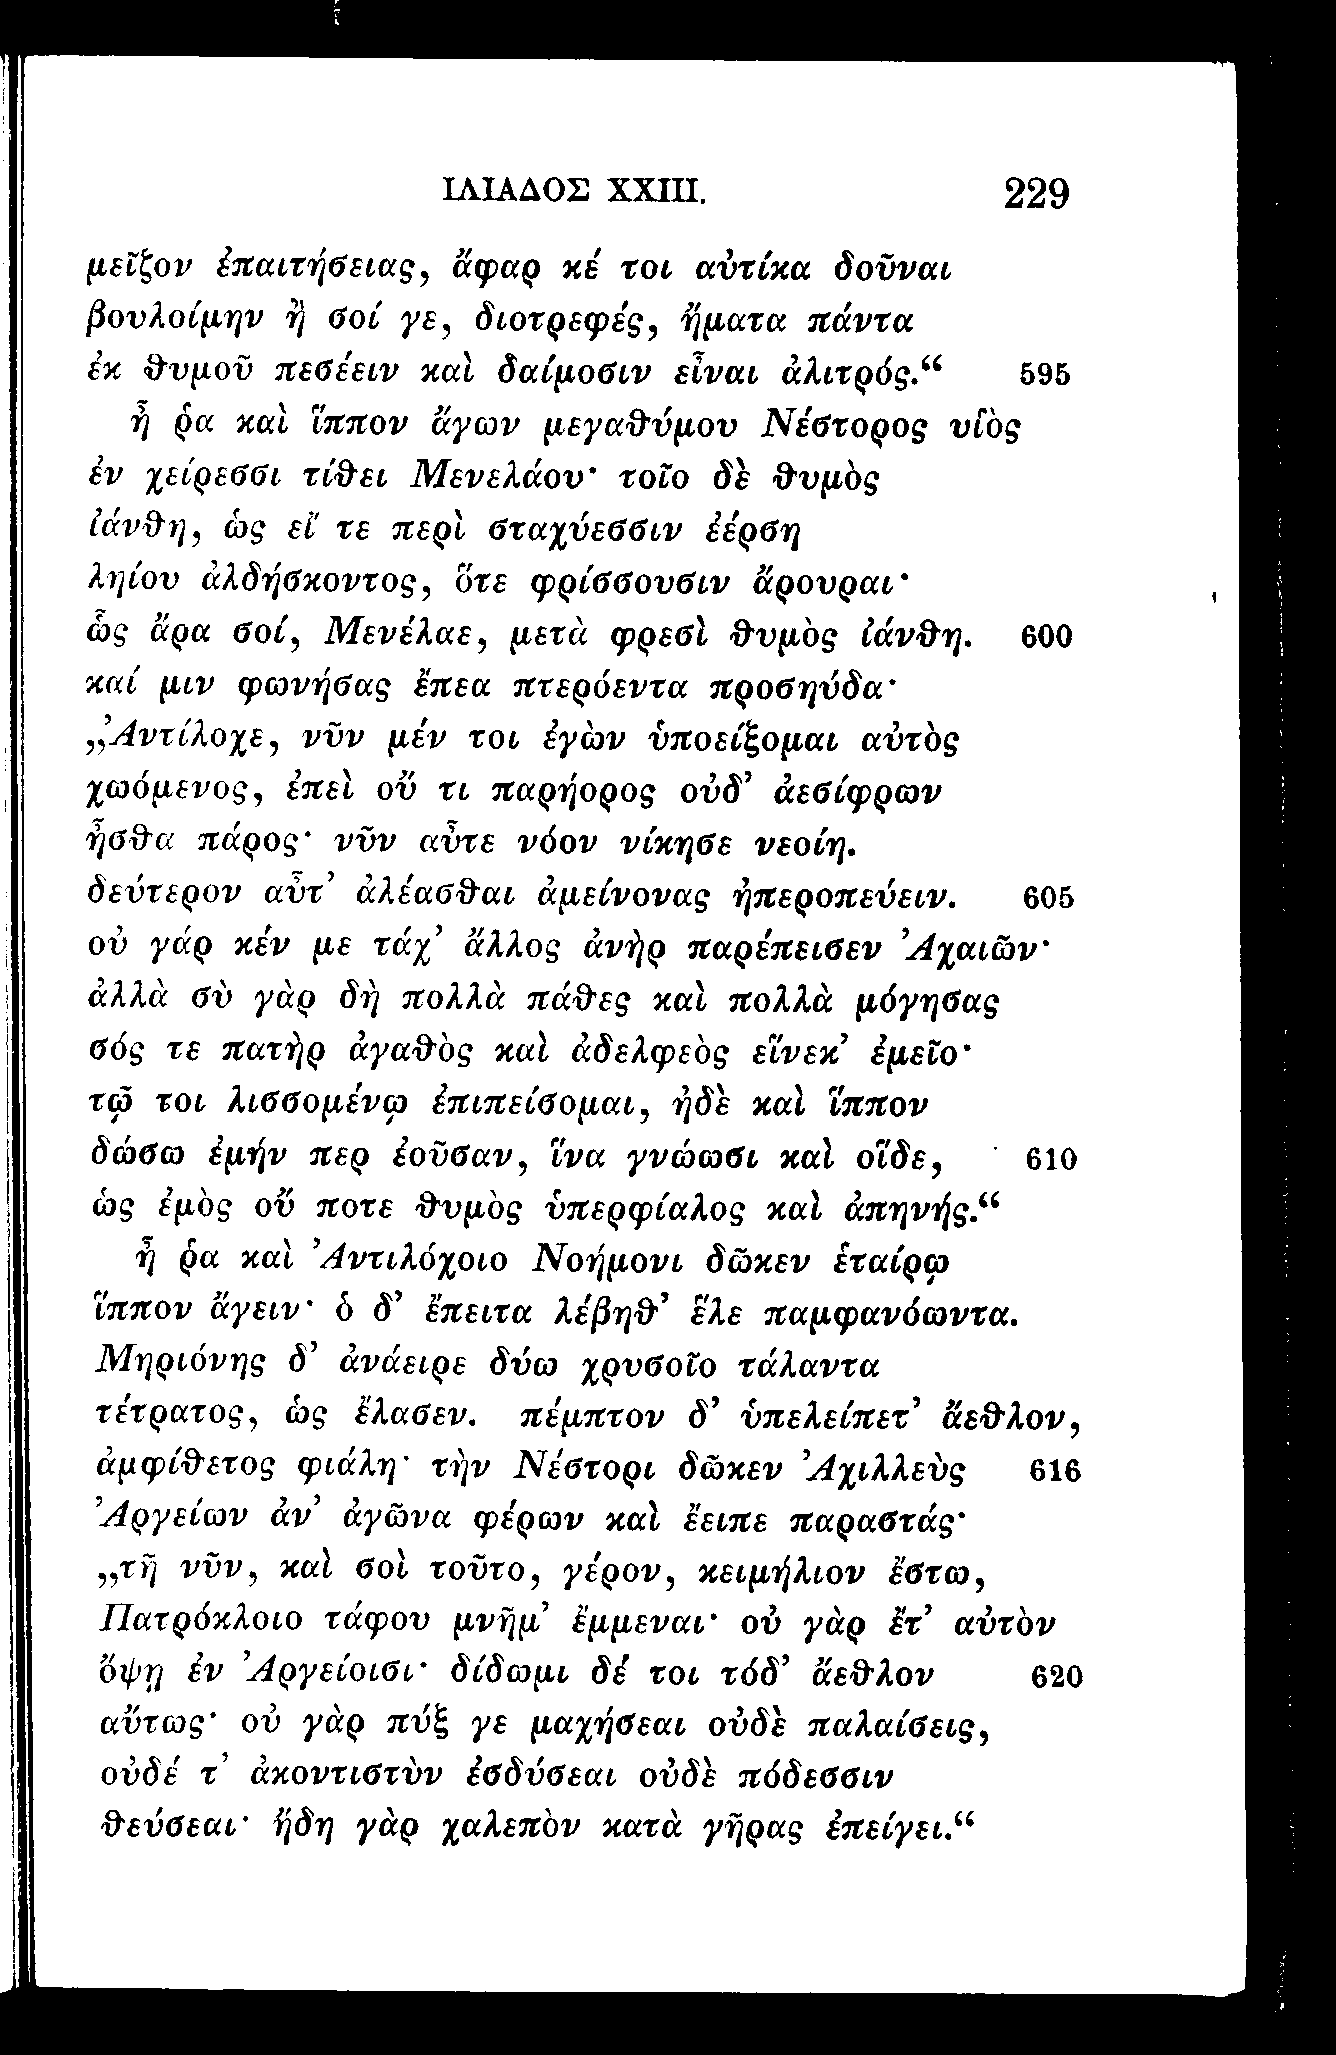 ΙΛΙΑΔΟΣ XXIII. 229
μεῖζον ἐπαιτήσειας, ἄφαρ κέ τοι αὐτίκα δοῦναι
βουλοίμην ἢ σοί γε, διοτρεφές, ἤματα πάντα
ἐκ θυμοῦ πεσέειν καὶ δαίμοσιν εἶναι ἀλιτρός.“ 595
ἦ ῥα καὶ ἵππον ἄγων μεγαθύμου Νέστορος υἱὸς
ἐν χείρεσσι τίθει Μενελάου· τοῖο δὲ θυμὸς
ἰάνθη, ὡς εἴ τε περὶ σταχύεσσιν ἐέρση
ληίου ἀλδήσκοντος, ὅτε φρίσσουσιν ἄρουραι·
ὣς ἄρα σοί, Μενέλαε, μετὰ φρεσὶ θυμὸς ἰάνθη. 600
καί μιν φωνήσας ἔπεα πτερόεντα προσηύδα·
„Ἀντίλοχε, νῦν μέν τοι ἐγὼν ὑποείξομαι αὐτὸς
χωόμενος, ἐπεὶ οὔ τι παρήορος οὐδ’ ἀεσίφρων
ἦσθα πάρος· νῦν αὖτε νόον νίκησε νεοίη.
δεύτερον αὖτ’ ἀλέασθαι ἀμείνονας ἠπεροπεύειν. 605
οὐ γάρ κέν με τάχ’ ἄλλος ἀνὴρ παρέπεισεν Ἀχαιῶν·
ἀλλὰ σὺ γὰρ δὴ πολλὰ πάθες καὶ πολλὰ μόγησας
σός τε πατὴρ ἀγαθὸς καὶ ἀδελφεὸς εἵνεκ’ ἐμεῖο·
τῷ τοι λισσομένῳ ἐπιπείσομαι, ἠδὲ καὶ ἵππον
δώσω ἐμήν περ ἐοῦσαν, ἵνα γνώωσι καὶ οἵδε, 610
ὡς ἐμὸς οὔ ποτε θυμὸς ὑπερφίαλος καὶ ἀπηνής.“
ἦ ῥα καὶ Ἀντιλόχοιο Νοήμονι δῶκεν ἑταίρῳ
ἵππον ἄγειν· ὁ δ’ ἔπειτα λέβηθ’ ἕλε παμφανόωντα.
Μηριόνης δ’ ἀνάειρε δύω χρυσοῖο τάλαντα
τέτρατος, ὡς ἔλασεν. πέμπτον δ’ ὑπελείπετ’ ἄεθλον,
ἀμφίθετος φιάλη· τὴν Νέστορι δῶκεν Ἀχιλλεὺς 616
Ἀργείων ἀν’ ἀγῶνα φέρων καὶ ἔειπε παραστάς·
„τῆ νῦν, καὶ σοὶ τοῦτο, γέρον, κειμήλιον ἔστω,
Πατρόκλοιο τάφου μνῆμ’ ἔμμεναι· οὐ γὰρ ἔτ’ αὐτὸν
ὄψῃ ἐν Ἀργείοισι· δίδωμι δέ τοι τόδ’ ἄεθλον 620
αὔτως· οὐ γὰρ πύξ γε μαχήσεαι οὐδὲ παλαίσεις,
οὐδέ τ’ ἀκοντιστὺν ἐσδύσεαι οὐδὲ πόδεσσιν
θεύσεαι· ἤδη γὰρ χαλεπὸν κατὰ γῆρας ἐπείγει.“